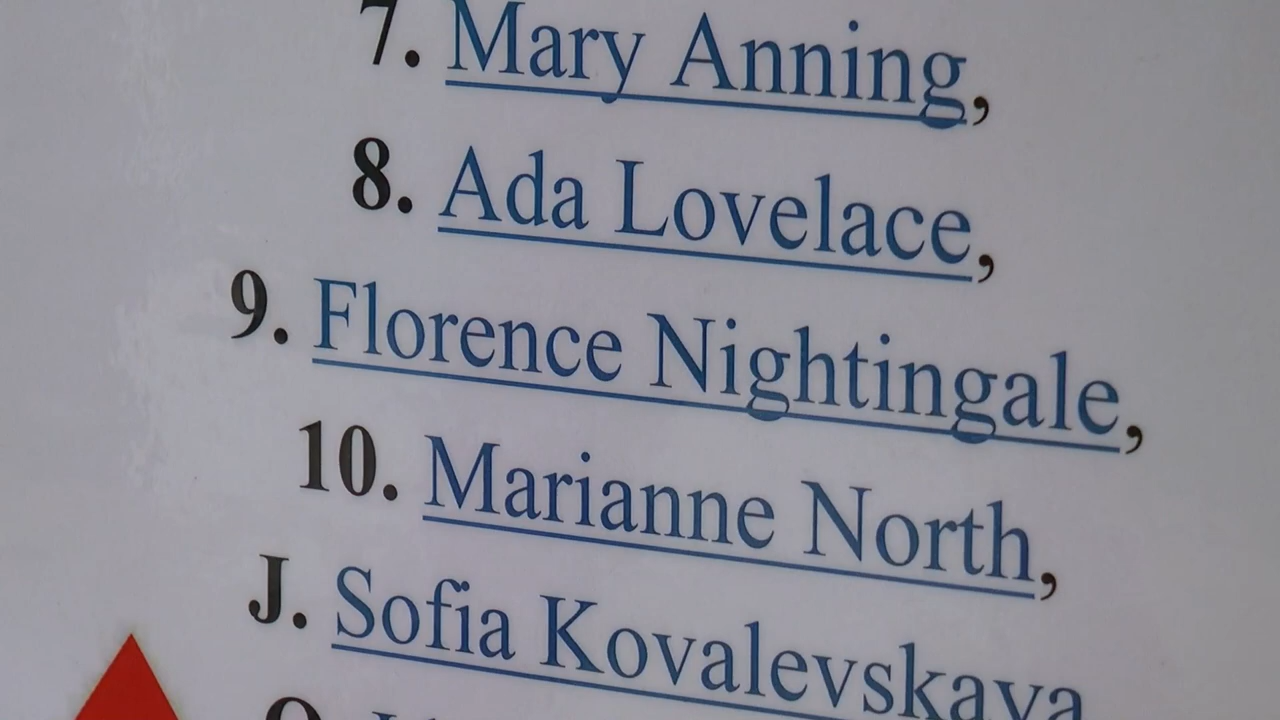 7. Mary Anning,
8. Ada Lovelace,
9. Florence Nightingale,
10. Marianne North,
J. Sofia Kovalevskaya
Q.